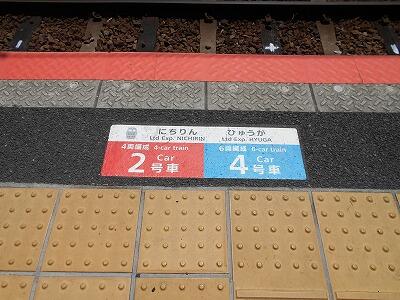 にちりん
Ltd Exp. NICHIRIN
4両編成 4-car train
2 Car
号車
ひゅうが
Ltd Exp. HYUGA
6両編成 6-car train
4 Car
号車